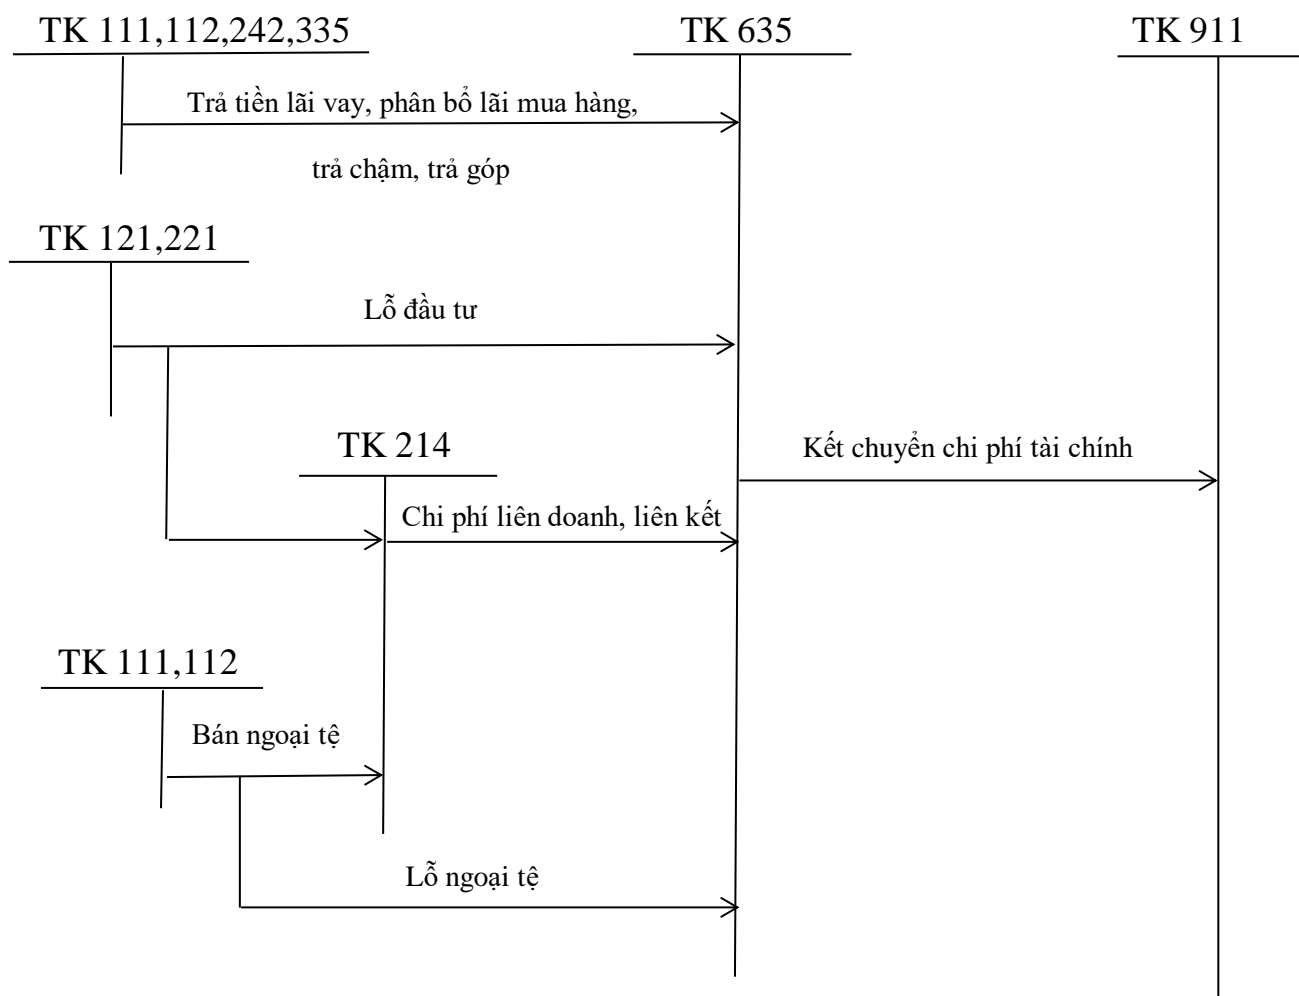 TK 111,112,242,335
TK 635
TK 911
Trả tiền lãi vay, phân bổ lãi mua hàng,
trả chậm, trả góp
TK 121,221
Lỗ đầu tư
TK 214
Kết chuyển chi phí tài chính
Chi phí liên doanh, liên kết
TK 111,112
Bán ngoại tệ
Lỗ ngoại tệ